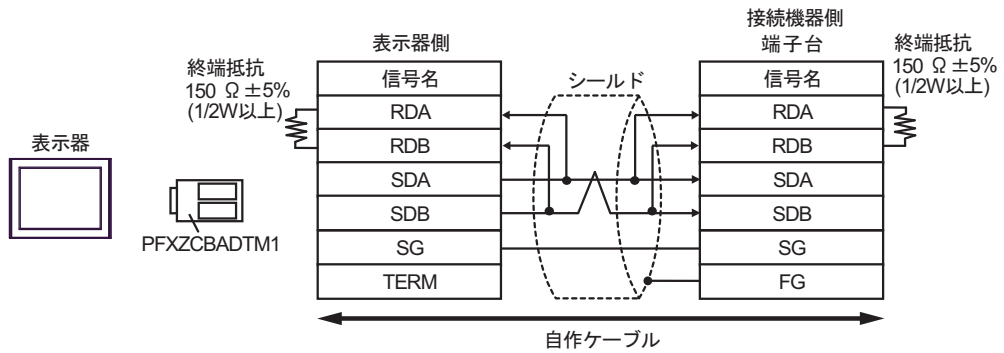 表示器
PFXZCBADTM1
終端抵抗
150 Ω ±5%
(1/2W以上)
表示器側
信号名
RDA
RDB
SDA
SDB
SG
TERM
シールド
接続機器側
端子台
信号名
RDA
RDB
SDA
SDB
SG
FG
終端抵抗
150 Ω ±5%
(1/2W以上)
自作ケーブル